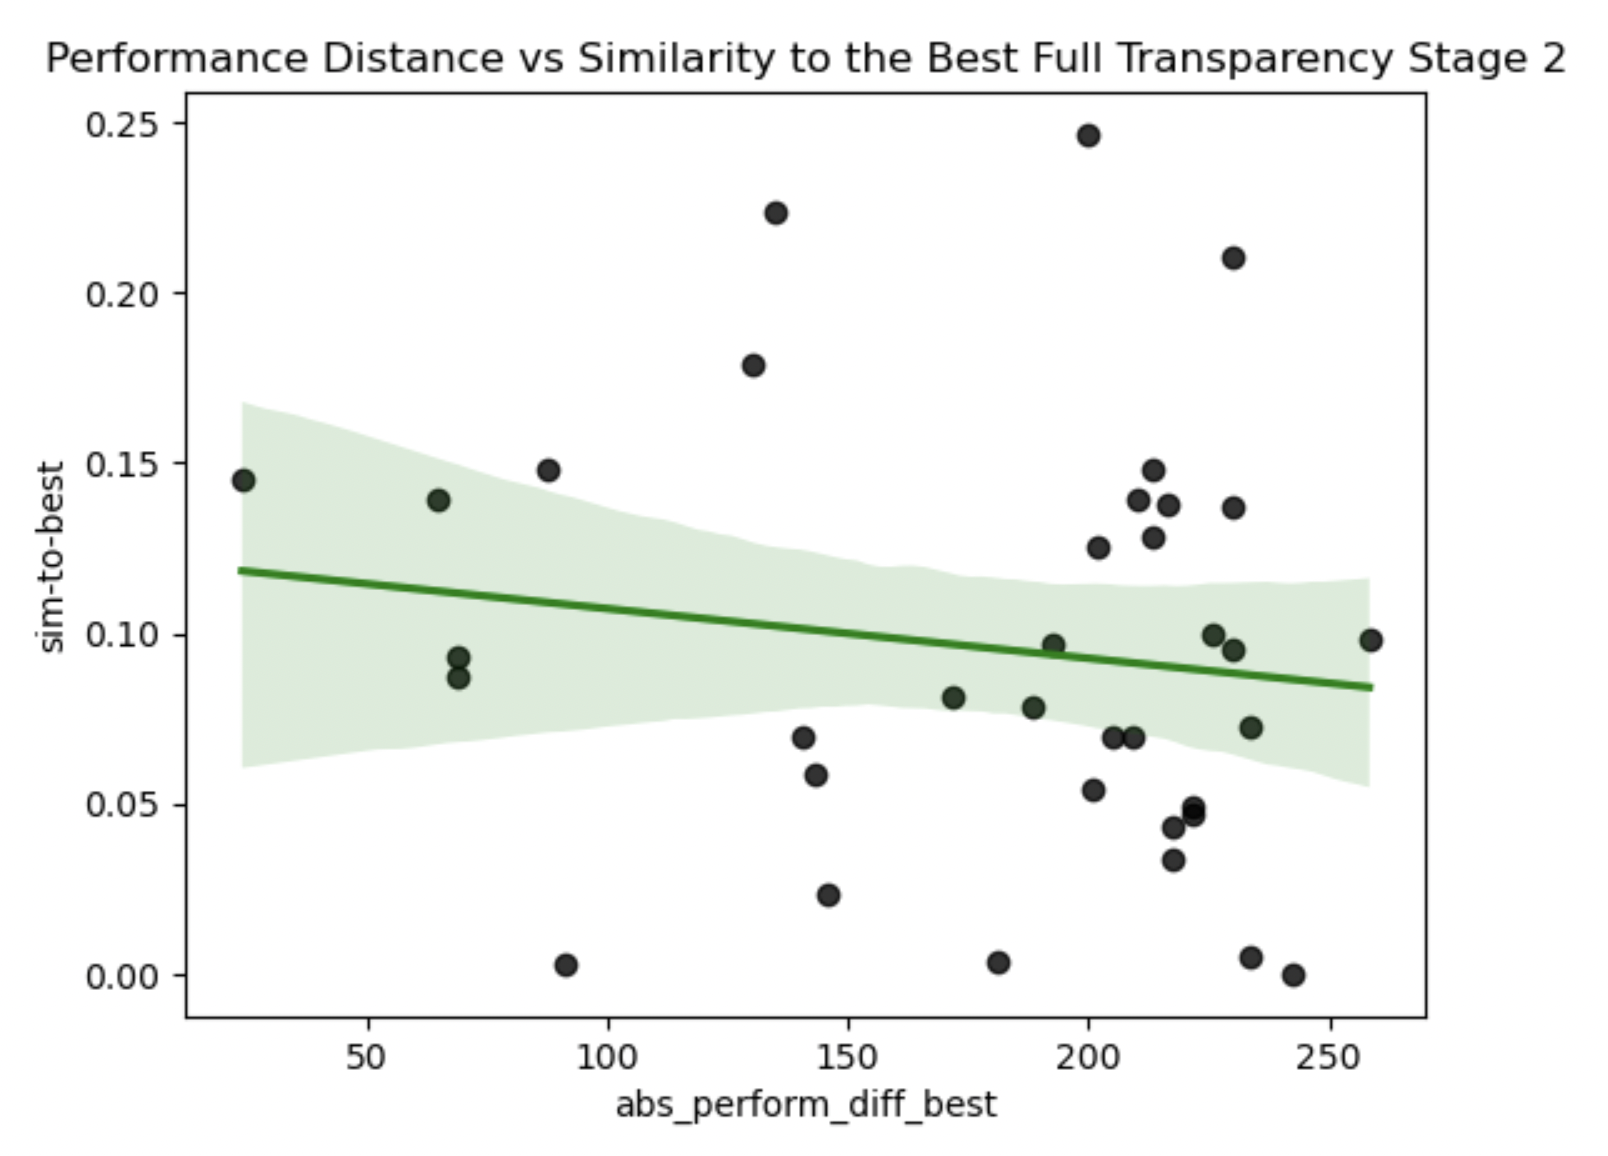 Performance Distance vs Similarity to the Best Full Transparency Stage 2
0.25
0.20
0.15
0.10
0.05
0.00
sim-to-best
50 100 150 200 250
abs_perform_diff_best